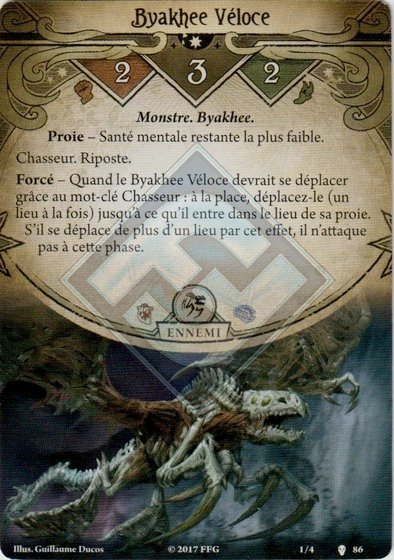 Byakhee Véloce
2 3 2
Monstre. Byakhee.
Proie – Santé mentale restante la plus faible.
Chasseur. Riposte.
Forcé – Quand le Byakhee Véloce devrait se déplacer
grâce au mot-clé Chasseur : à la place, déplacez-le (un
lieu à la fois) jusqu'à ce qu'il entre dans le lieu de sa proie.
S'il se déplace de plus d'un lieu par cet effet, il n'attaque
pas à cette phase.
ENNEMI
Illus. Guillaume Ducos © 2017 FFG 1/4 86